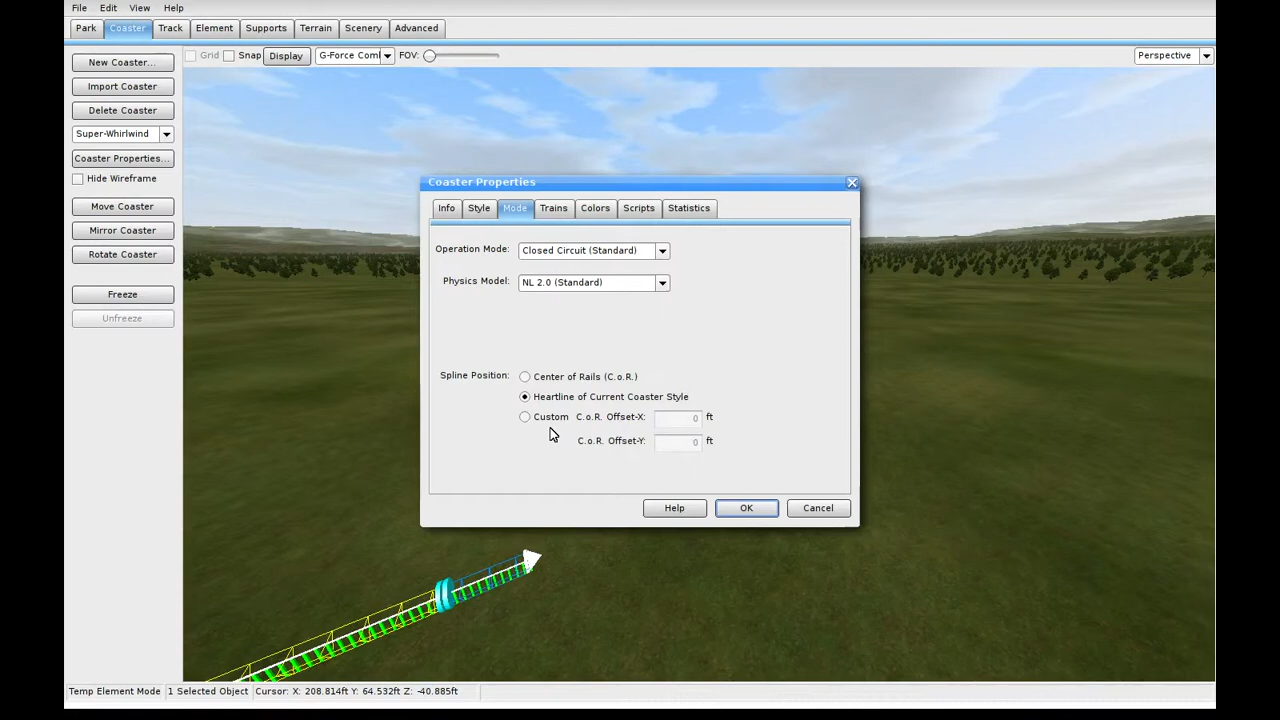 File Edit View Help
Park Coaster Track Element Supports Terrain Scenery Advanced
Grid Snap Display G-Force Coml FOV: Perspective
New Coaster...
Import Coaster
Delete Coaster
Super-Whirlwind
Coaster Properties...
Hide Wireframe
Move Coaster
Mirror Coaster
Rotate Coaster
Freeze
Unfreeze
Coaster Properties
Info Style Mode Trains Colors Scripts Statistics
Operation Mode: Closed Circuit (Standard)
Physics Model: NL 2.0 (Standard)
Spline Position: Center of Rails (C.o.R.)
Heartline of Current Coaster Style
Custom C.o.R. Offset-X: 0 ft
C.o.R. Offset-Y: 0 ft
Help OK Cancel
Temp Element Mode 1 Selected Object Cursor: X: 208.814ft Y: 64.532ft Z: -40.885ft